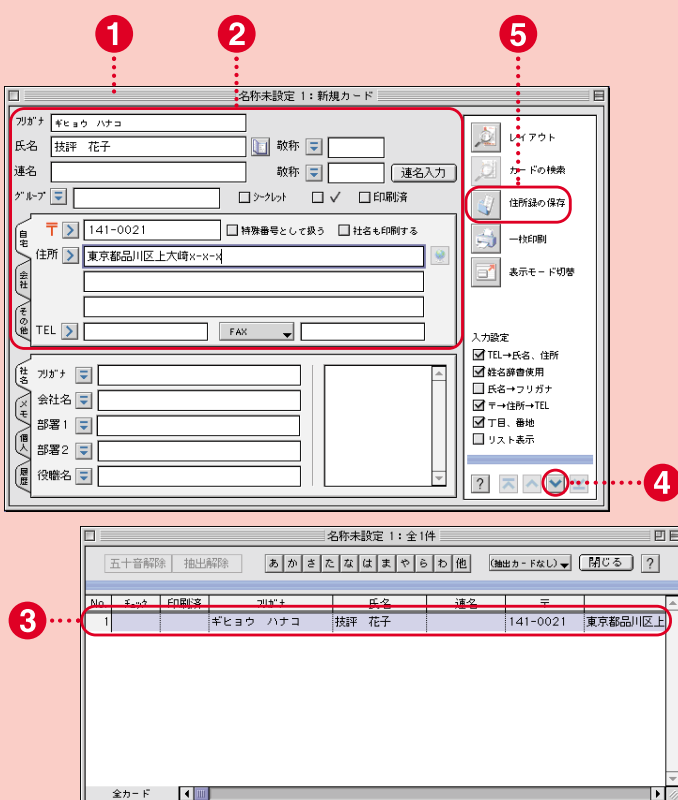 1 2 5
名称未設定 1：新規カード
フリガナ ギヒョウ ハナコ
氏名 技評 花子 敬称
連名 敬称 連名入力
グループ シークレット ✓ 印刷済
自宅 〒 141-0021 特殊番号として扱う 社名も印刷する
住所 東京都品川区上大崎x-x-x
会社
その他
TEL FAX
社名 フリガナ
メモ 会社名
部署1
個人 部署2
履歴 役職名
レイアウト
カードの検索
住所録の保存
一枚印刷
表示モード切替
入力設定
TEL→氏名、住所
姓名辞書使用
氏名→フリガナ
〒→住所→TEL
丁目、番地
リスト表示
?
4
名称未設定 1：全1件
五十音解除 抽出解除 あ か さ た な は ま や ら わ 他 (抽出カードなし) 閉じる ?
No チェック 印刷済 フリガナ 氏名 連名 〒
3
1 ギヒョウ ハナコ 技評 花子 141-0021 東京都品川区上
全カード